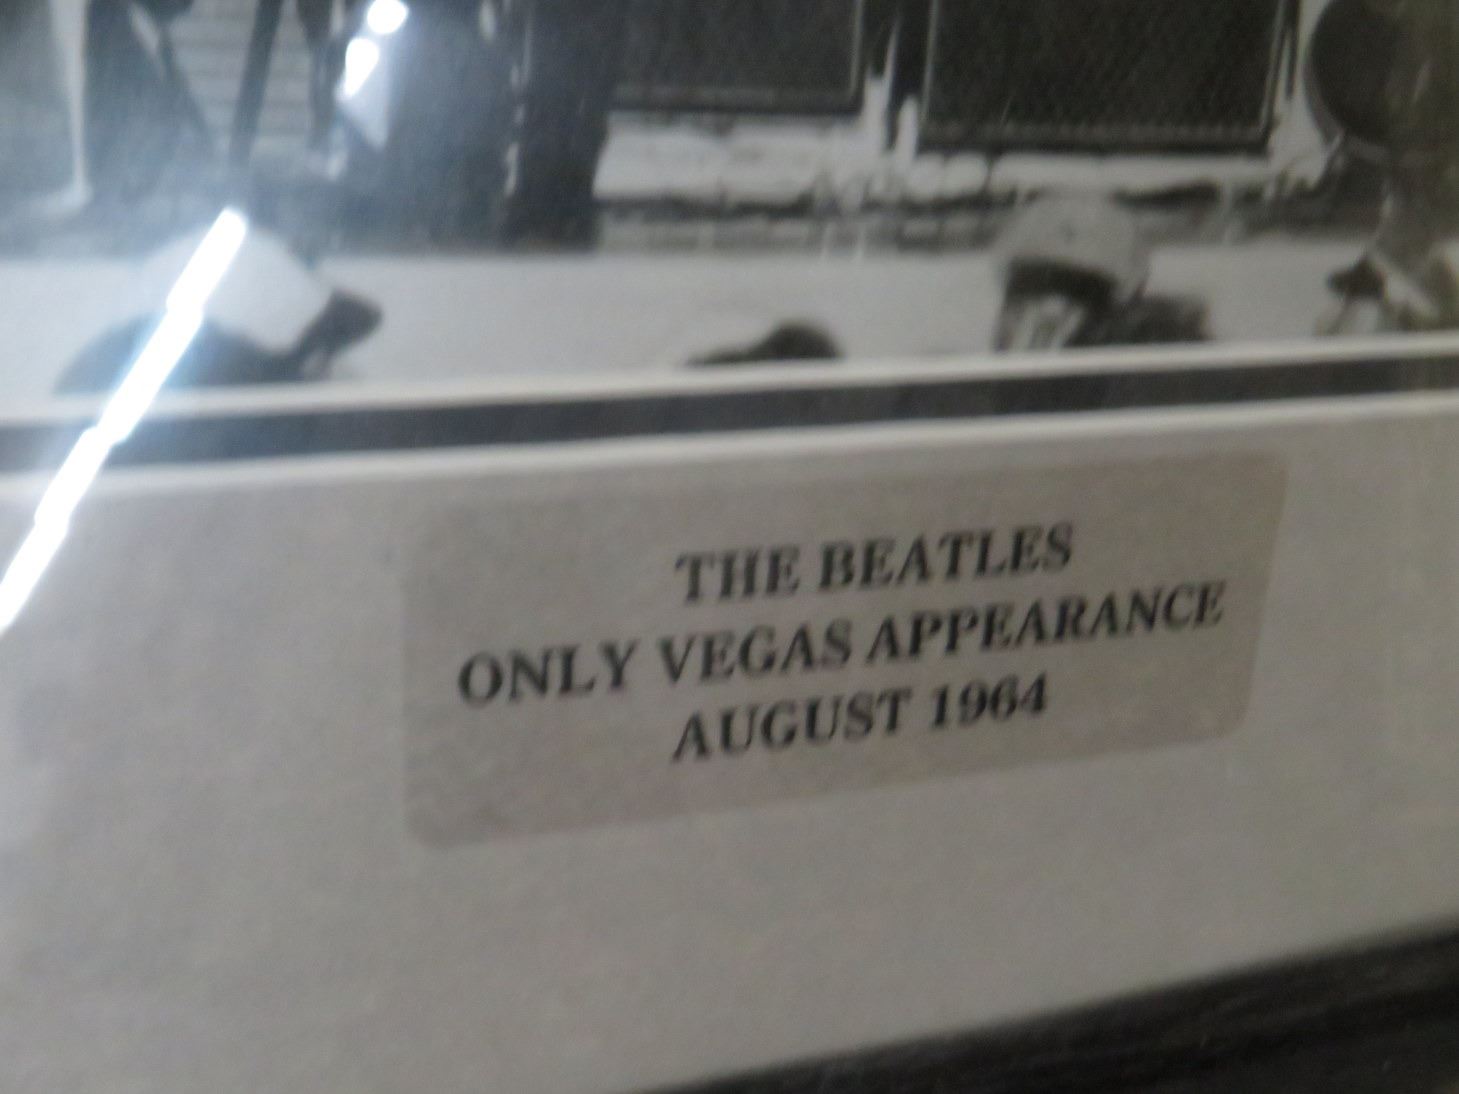 THE BEATLES
ONLY VEGAS APPEARANCE
AUGUST 1964